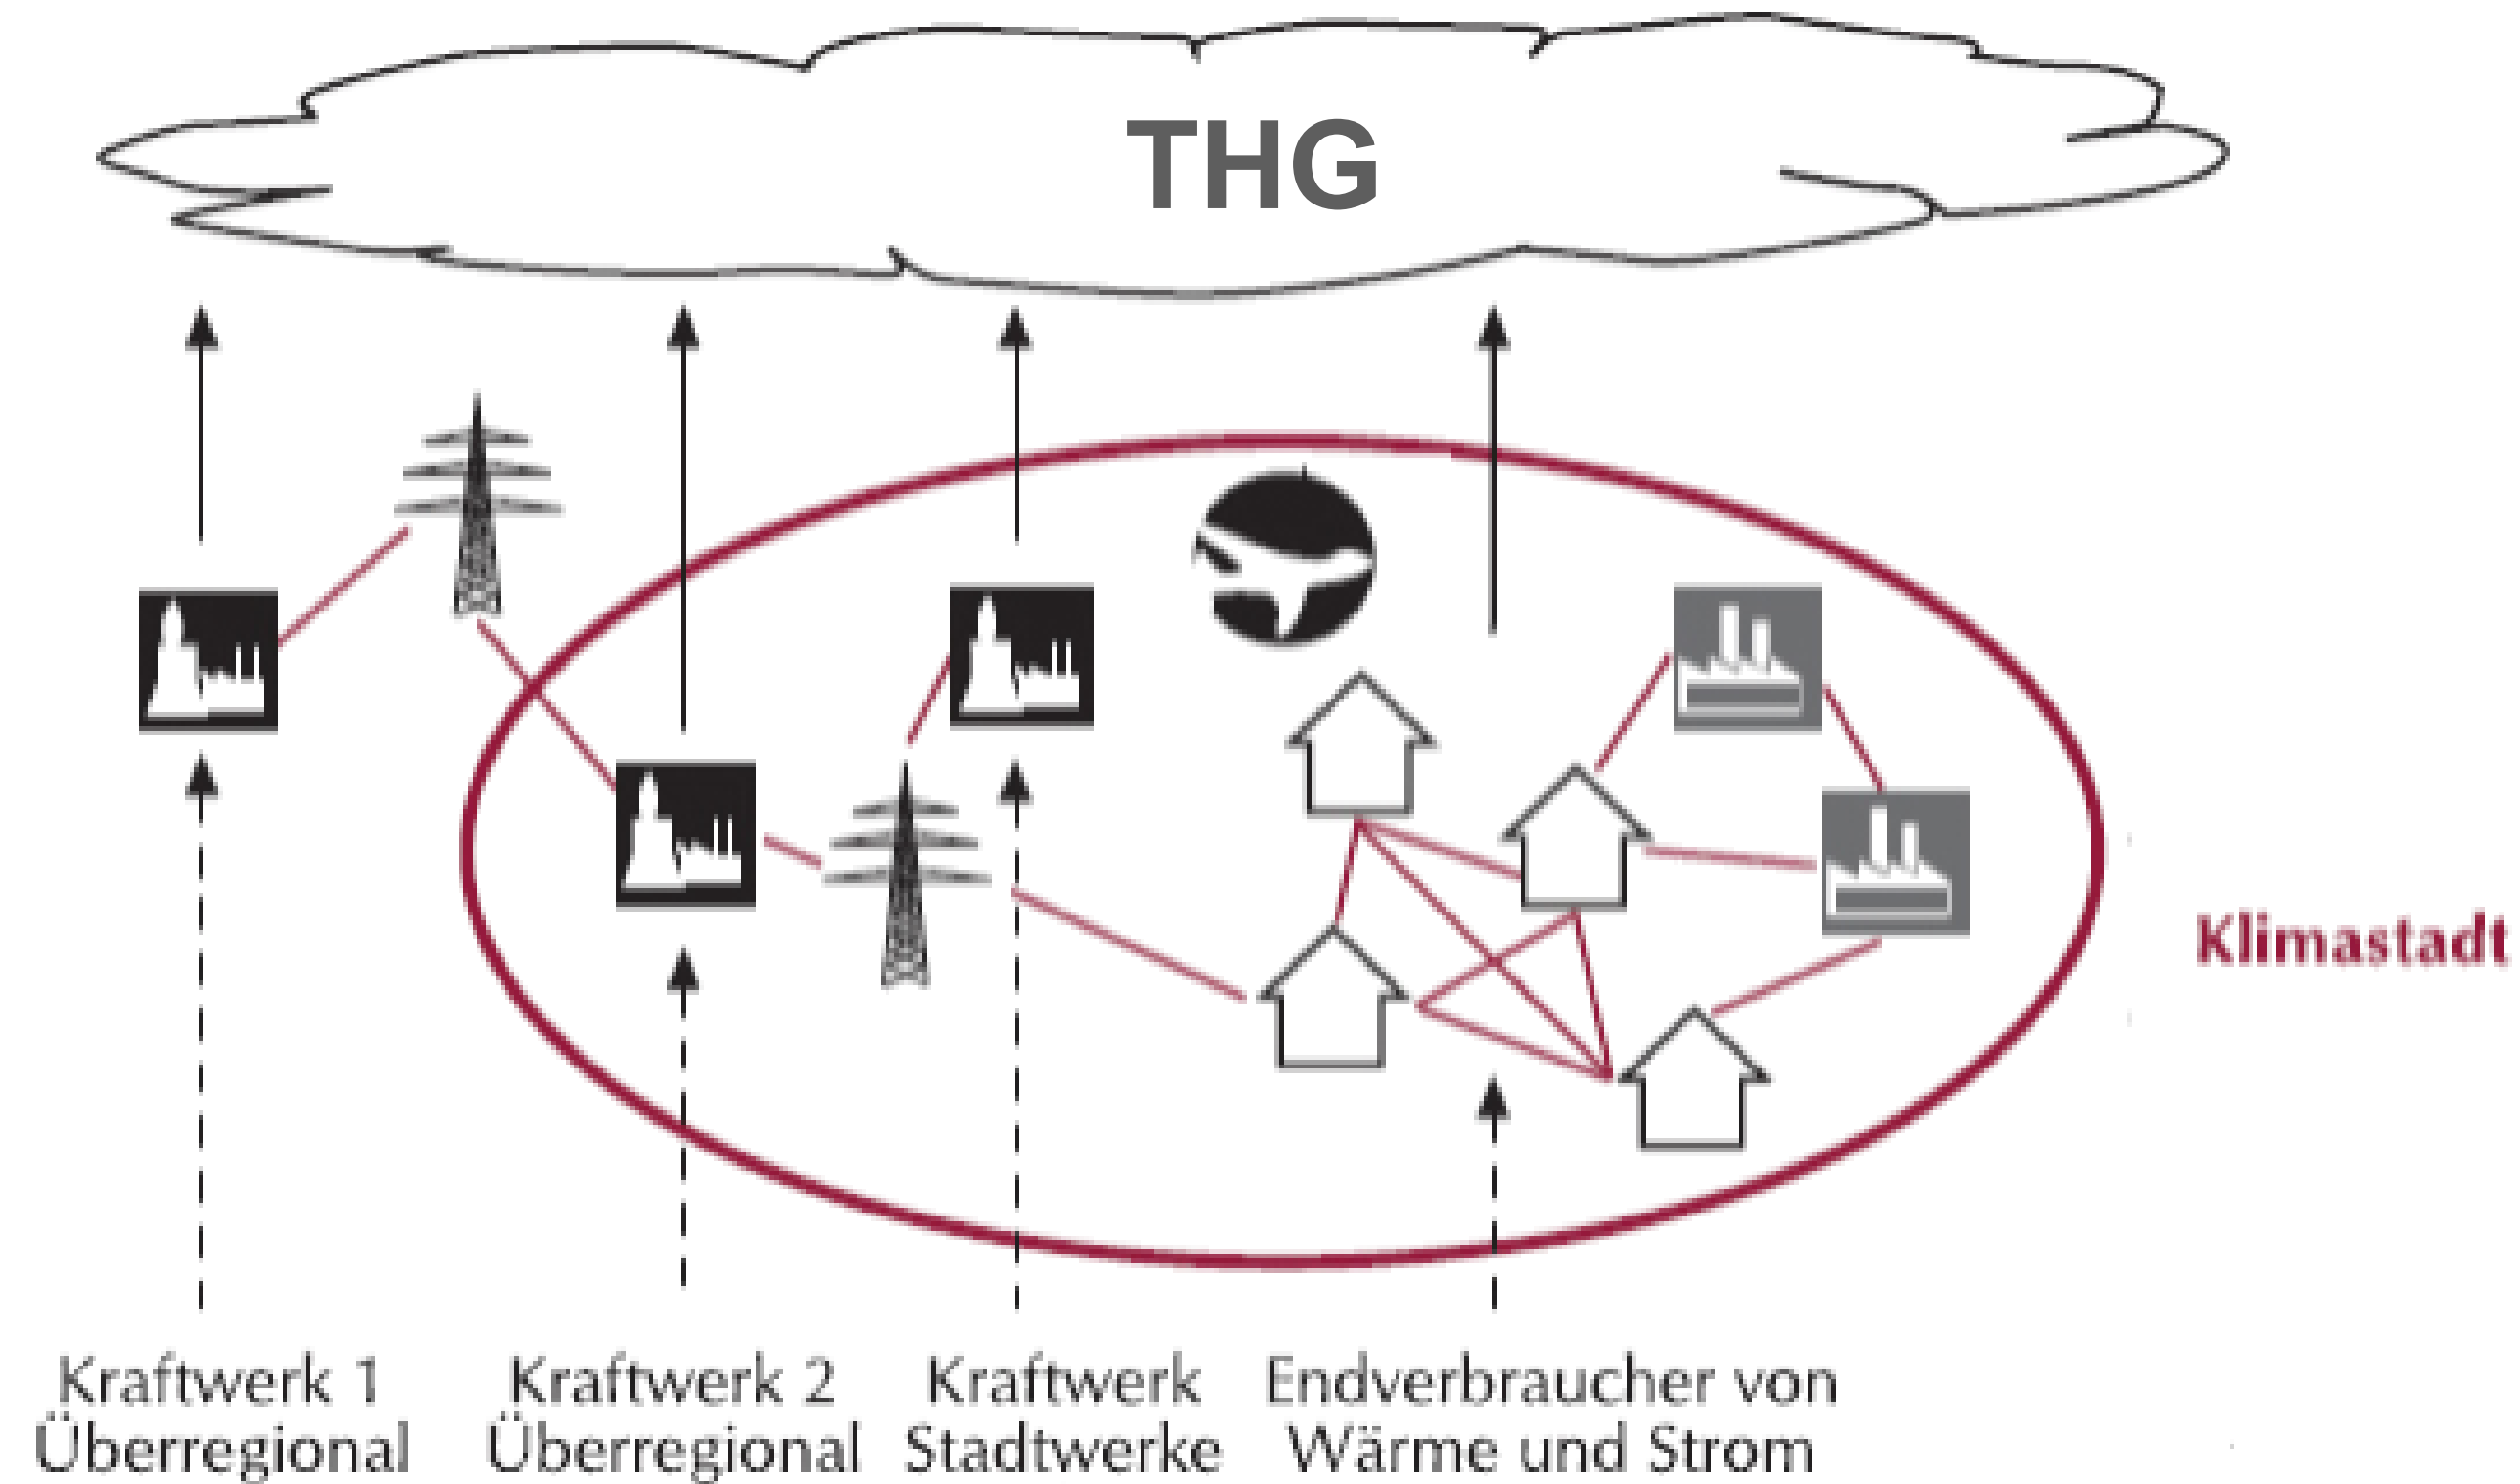 THG
Klimastadt
Kraftwerk 1
Überregional
Kraftwerk 2
Überregional
Kraftwerk
Stadtwerke
Endverbraucher von
Wärme und Strom